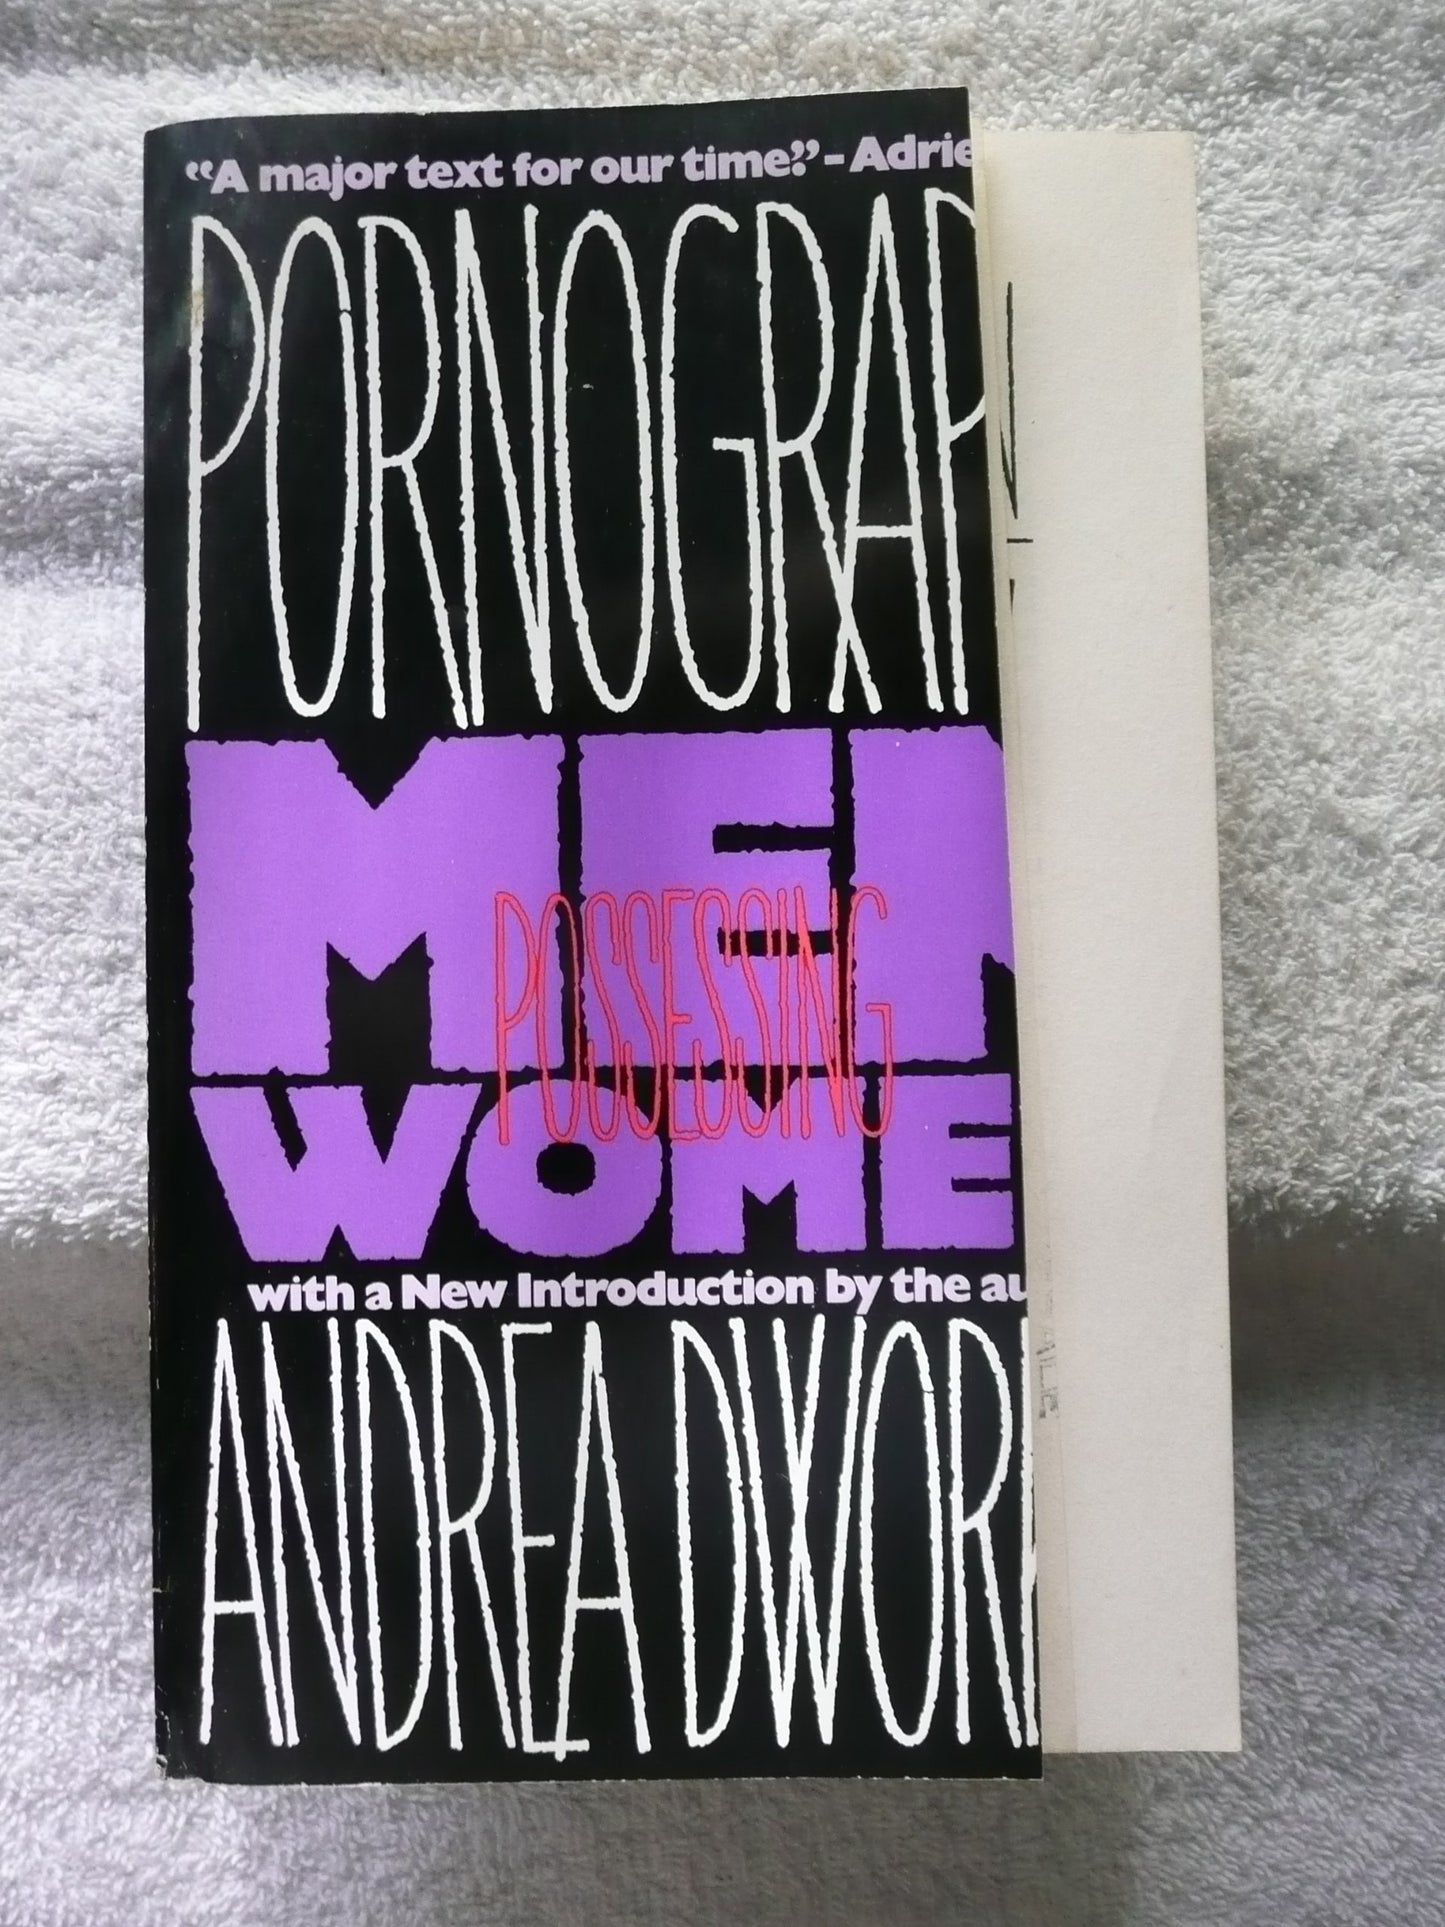 “A major text for our time.” – Adrie
PORNOGRAP
MEN
POSSESSING
WOME
with a New Introduction by the au
ANDREA DWORK